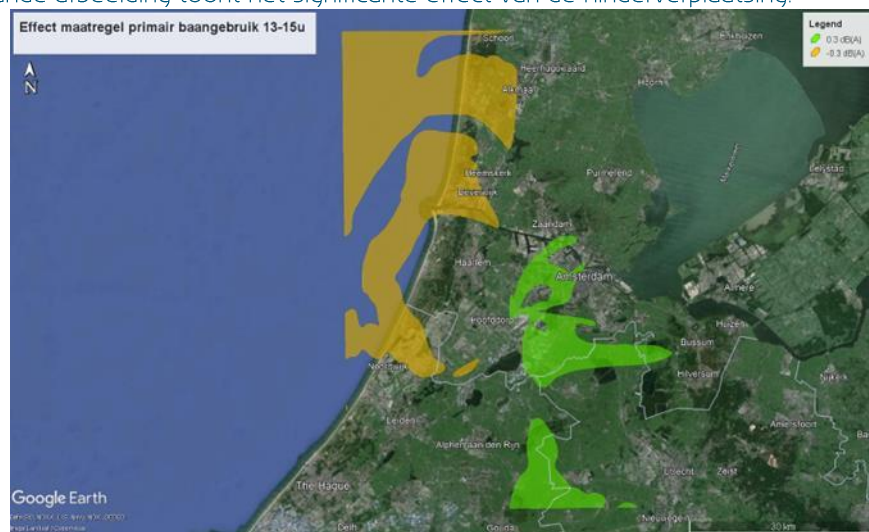 ande afbeelding toont het significante effect van de hinderverplaatsing.
Effect maatregel primair baangebruik 13-15u
Legend
0.3 dB(A)
-0.3 dB(A)
N
Schoorl
Enkhuizen
Heerhugowaard
Alkmaar
Hoorn
Heemskerk
Beverwijk
Purmerend
Markermeer
Lelystad
Zaandam
Haarlem
Amsterdam
Almere
Hoofddorp
Huizen
Bussum
Noordwijk
Hilversum
Nijkerk
Leiden
Amersfoort
Alphen aan den Rijn
Utrecht
Zeist
The Hague
Nieuwegein
Delft
Gouda
Google Earth
30 km